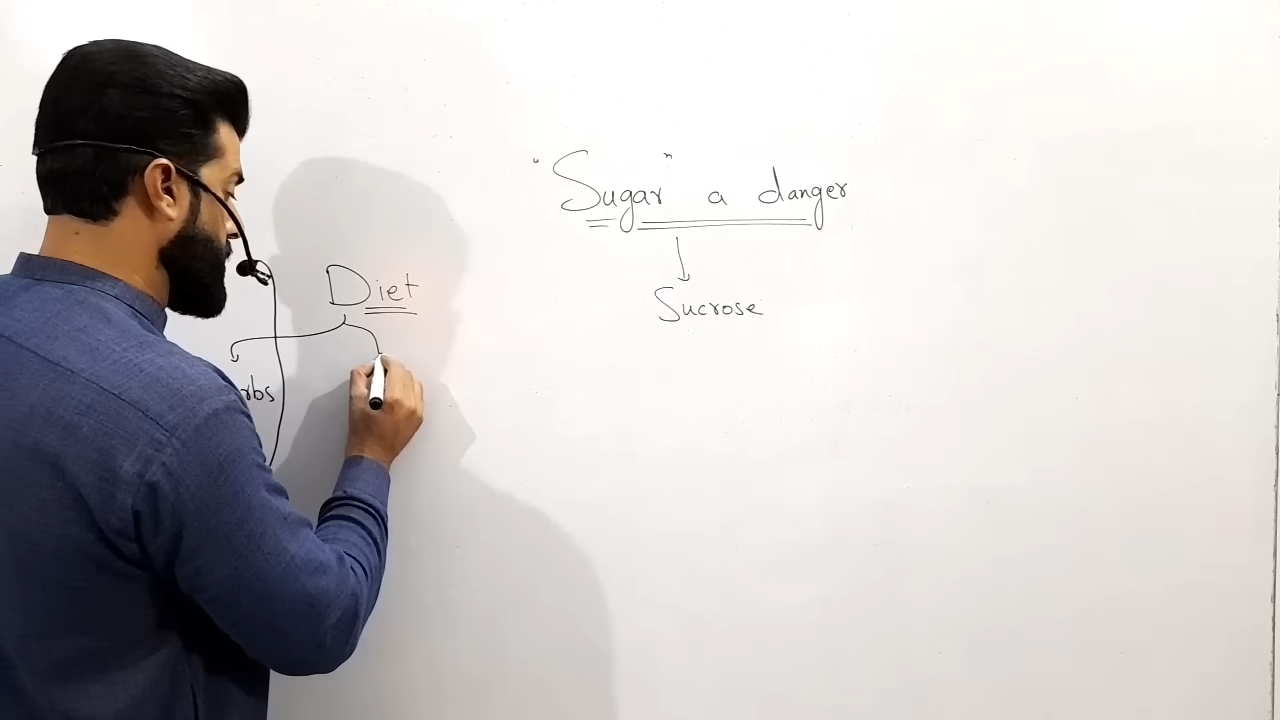 "Sugar" a danger
Sucrose
Diet
rbs